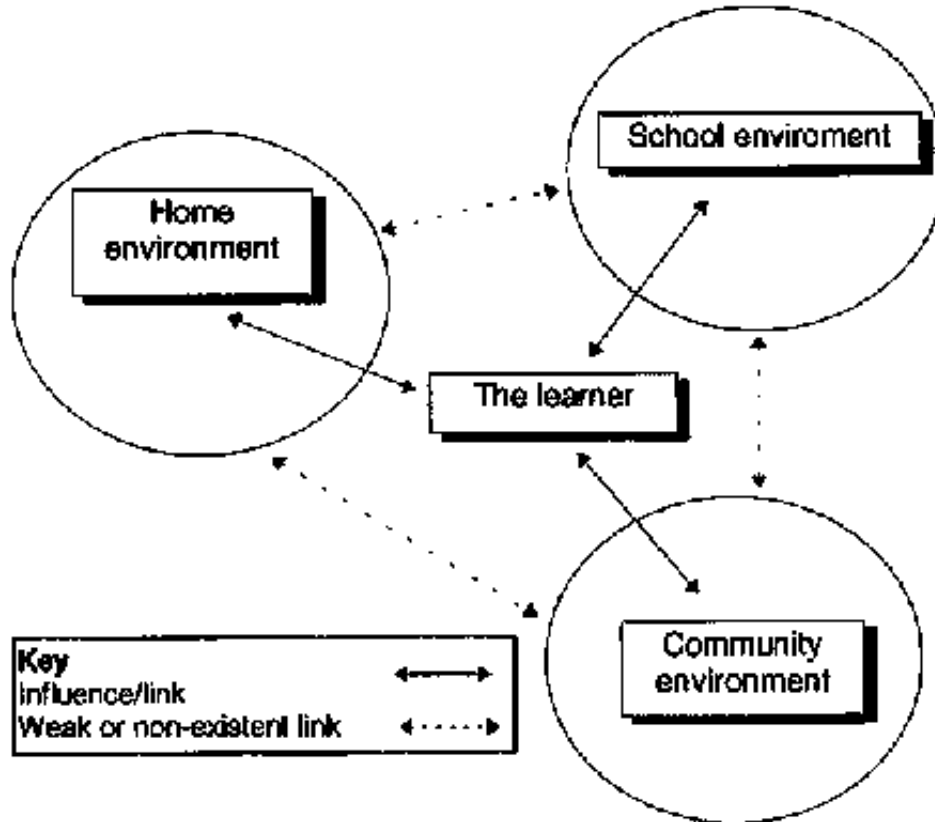 School enviroment
Home
environment
The learner
Community
environment
Key
Influence/link
Weak or non-existent link